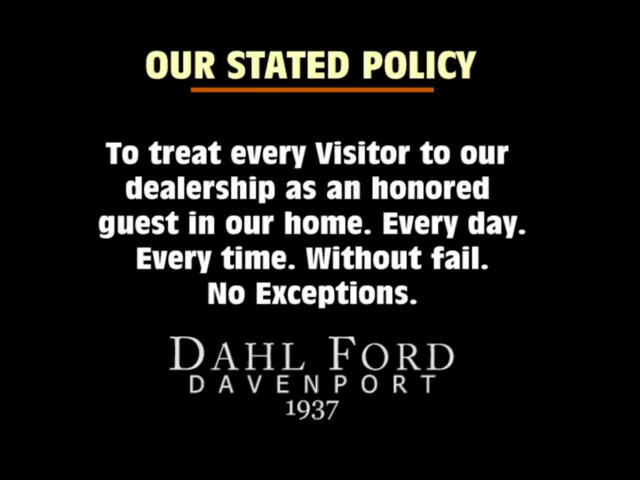 OUR STATED POLICY
To treat every Visitor to our
dealership as an honored
guest in our home. Every day.
Every time. Without fail.
No Exceptions.
DAHL FORD
DAVENPORT
1937